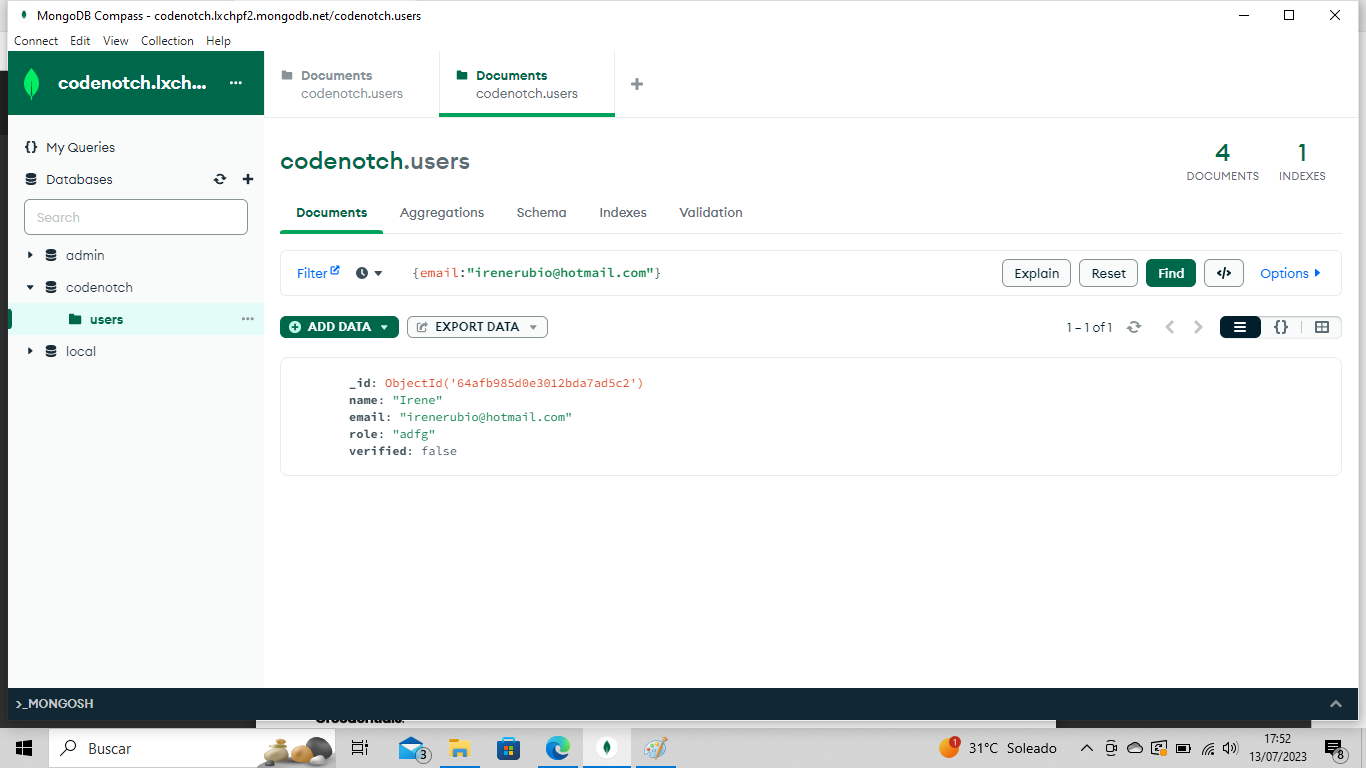 MongoDB Compass - codenotch.lxchpf2.mongodb.net/codenotch.users
Connect Edit View Collection Help
codenotch.lxch... ...
Documents
codenotch.users
Documents
codenotch.users
+
{} My Queries
Databases
Search
admin
codenotch
users ...
local
codenotch.users
4
DOCUMENTS
1
INDEXES
Documents Aggregations Schema Indexes Validation
Filter {email:"irenerubio@hotmail.com"} Explain Reset Find </> Options
ADD DATA EXPORT DATA 1 – 1 of 1 {}
_id: ObjectId('64afb985d0e3012bda7ad5c2')
name: "Irene"
email: "irenerubio@hotmail.com"
role: "adfg"
verified: false
>_MONGOSH
Buscar
3
1
31°C Soleado
17:52
13/07/2023
8